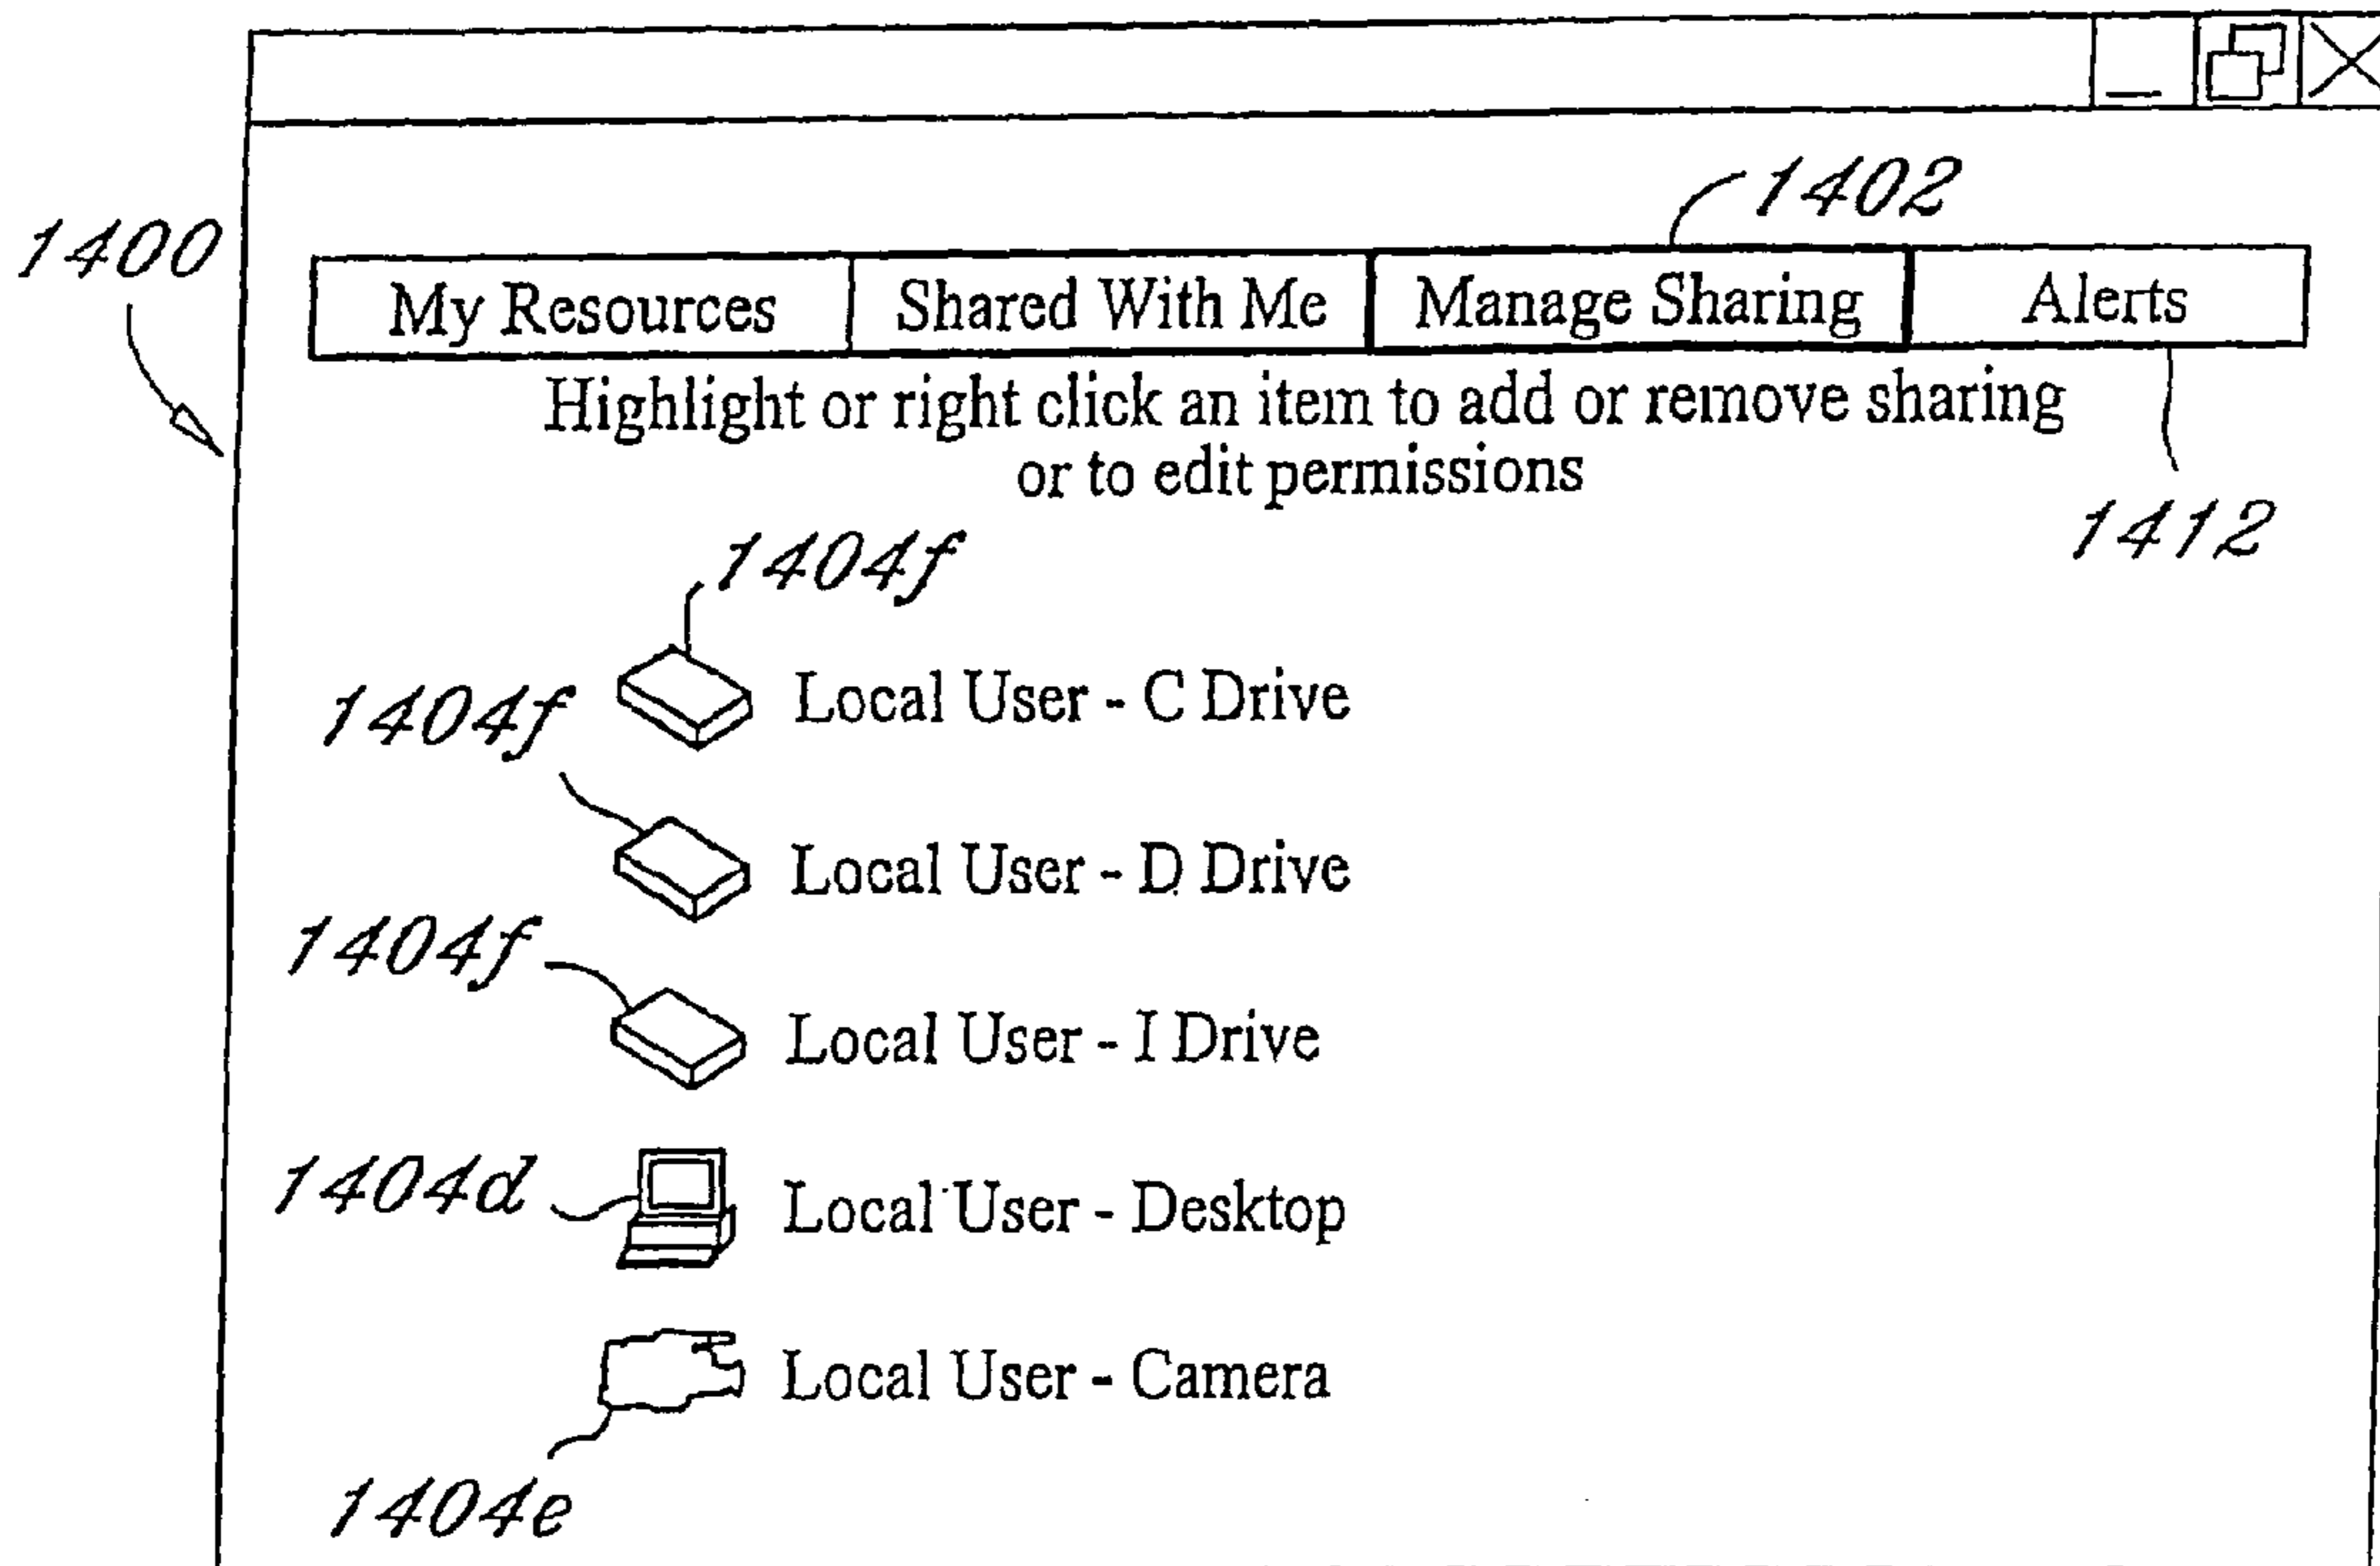 1402
1400
My Resources Shared With Me Manage Sharing Alerts
Highlight or right click an item to add or remove sharing
or to edit permissions
1412
1404f
Local User - C Drive
1404f
Local User - D Drive
1404f
Local User - I Drive
1404d
Local User - Desktop
Local User - Camera
1404e